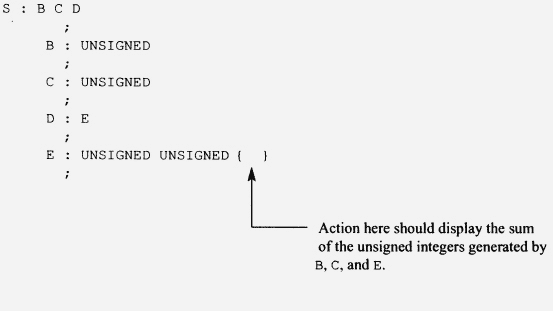 S : B C D
;
B : UNSIGNED
;
C : UNSIGNED
;
D : E
;
E : UNSIGNED UNSIGNED { }
;
Action here should display the sum
of the unsigned integers generated by
B, C, and E.